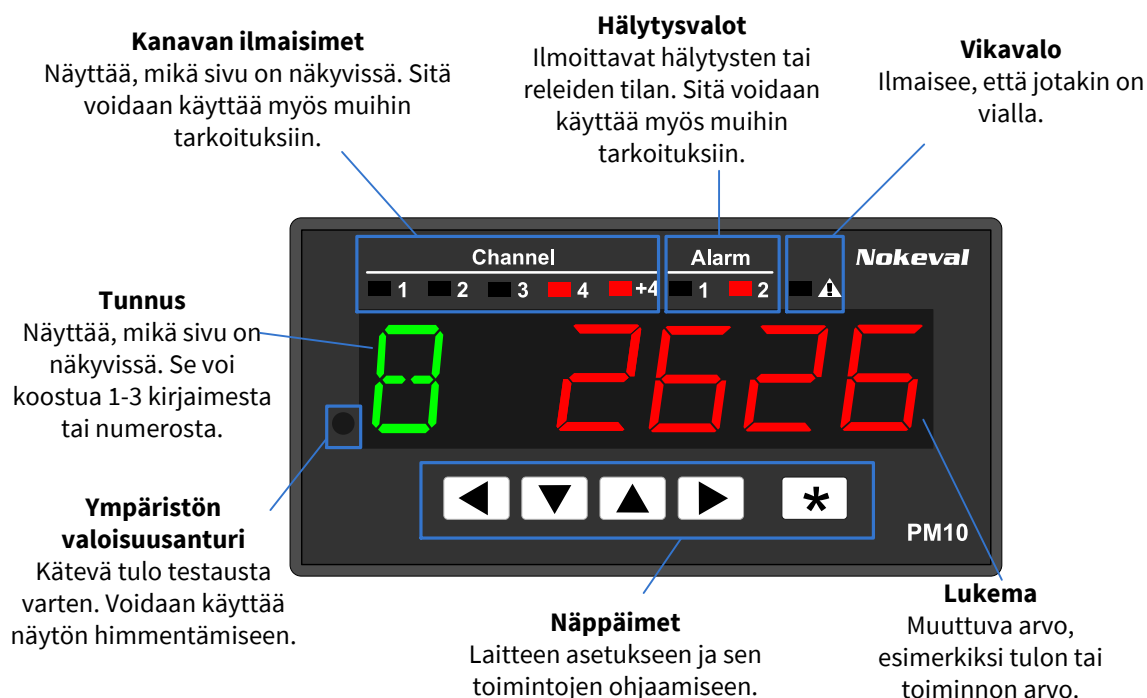 Kanavan ilmaisimet
Näyttää, mikä sivu on näkyvissä. Sitä
voidaan käyttää myös muihin
tarkoituksiin.
Hälytysvalot
Ilmoittavat hälytysten tai
releiden tilan. Sitä voidaan
käyttää myös muihin
tarkoituksiin.
Vikavalo
Ilmaisee, että jotakin on
vialla.
Channel
Alarm
Nokeval
1 2 3 4 +4 1 2
Tunnus
Näyttää, mikä sivu on
näkyvissä. Se voi
koostua 1-3 kirjaimesta
tai numerosta.
8 2626
Ympäristön
valoisuusanturi
Kätevä tulo testausta
varten. Voidaan käyttää
näytön himmentämiseen.
*
PM10
Näppäimet
Laitteen asetukseen ja sen
toimintojen ohjaamiseen.
Lukema
Muuttuva arvo,
esimerkiksi tulon tai
toiminnon arvo.